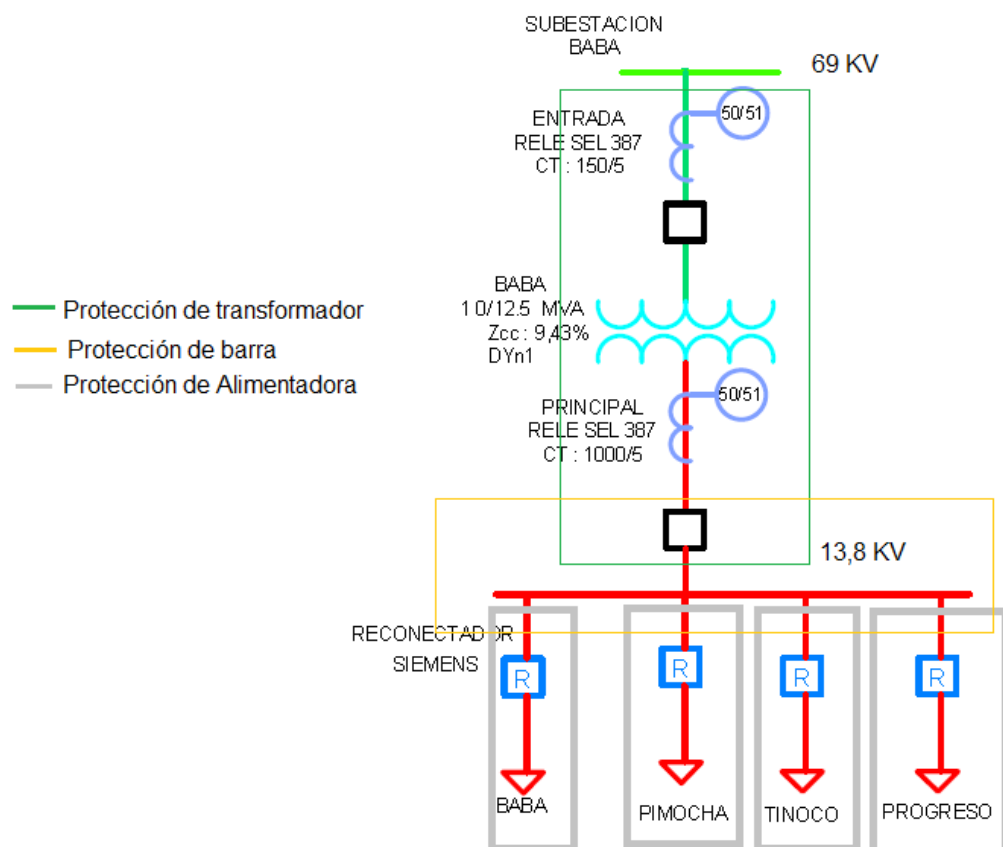 SUBESTACION
BABA
69 KV
50/51
ENTRADA
RELE SEL 387
CT : 150/5
BABA
10/12.5 MVA
Zcc : 9,43%
DYn1
Protección de transformador
Protección de barra
Protección de Alimentadora
50/51
PRINCIPAL
RELE SEL 387
CT : 1000/5
13,8 KV
RECONECTADOR
SIEMENS
R
R
R
R
BABA
PIMOCHA
TINOCO
PROGRESO